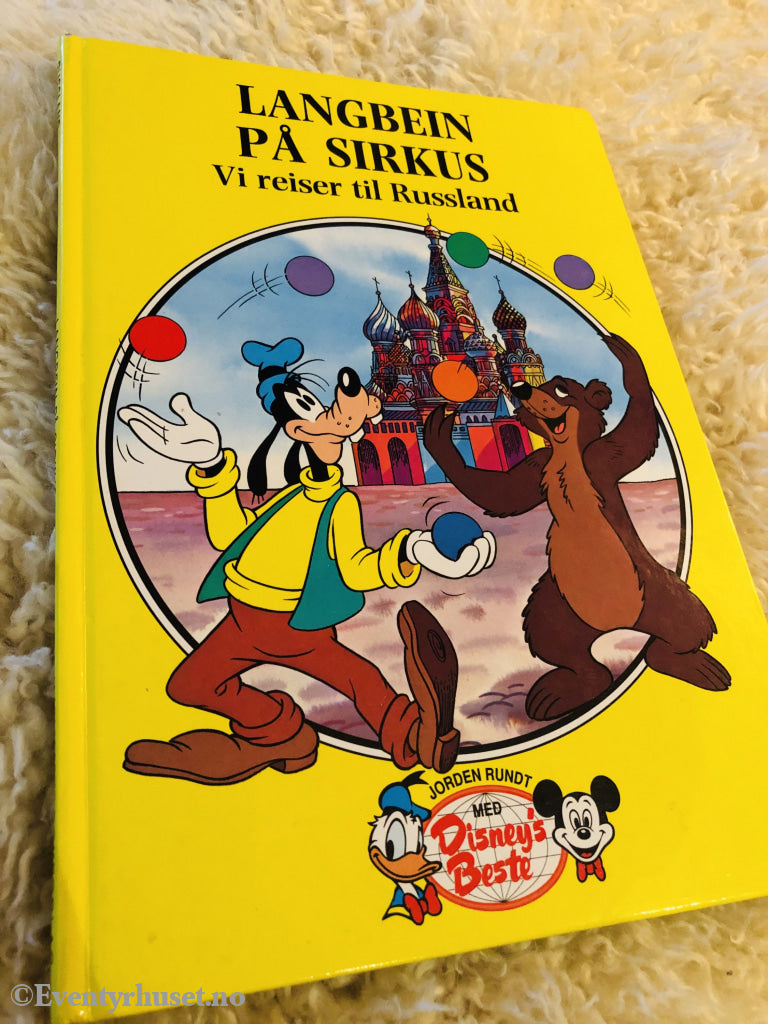 LANGBEIN
PÅ SIRKUS
Vi reiser til Russland
JORDEN RUNDT
MED
Disney's
Beste
©Eventyrhuset.no